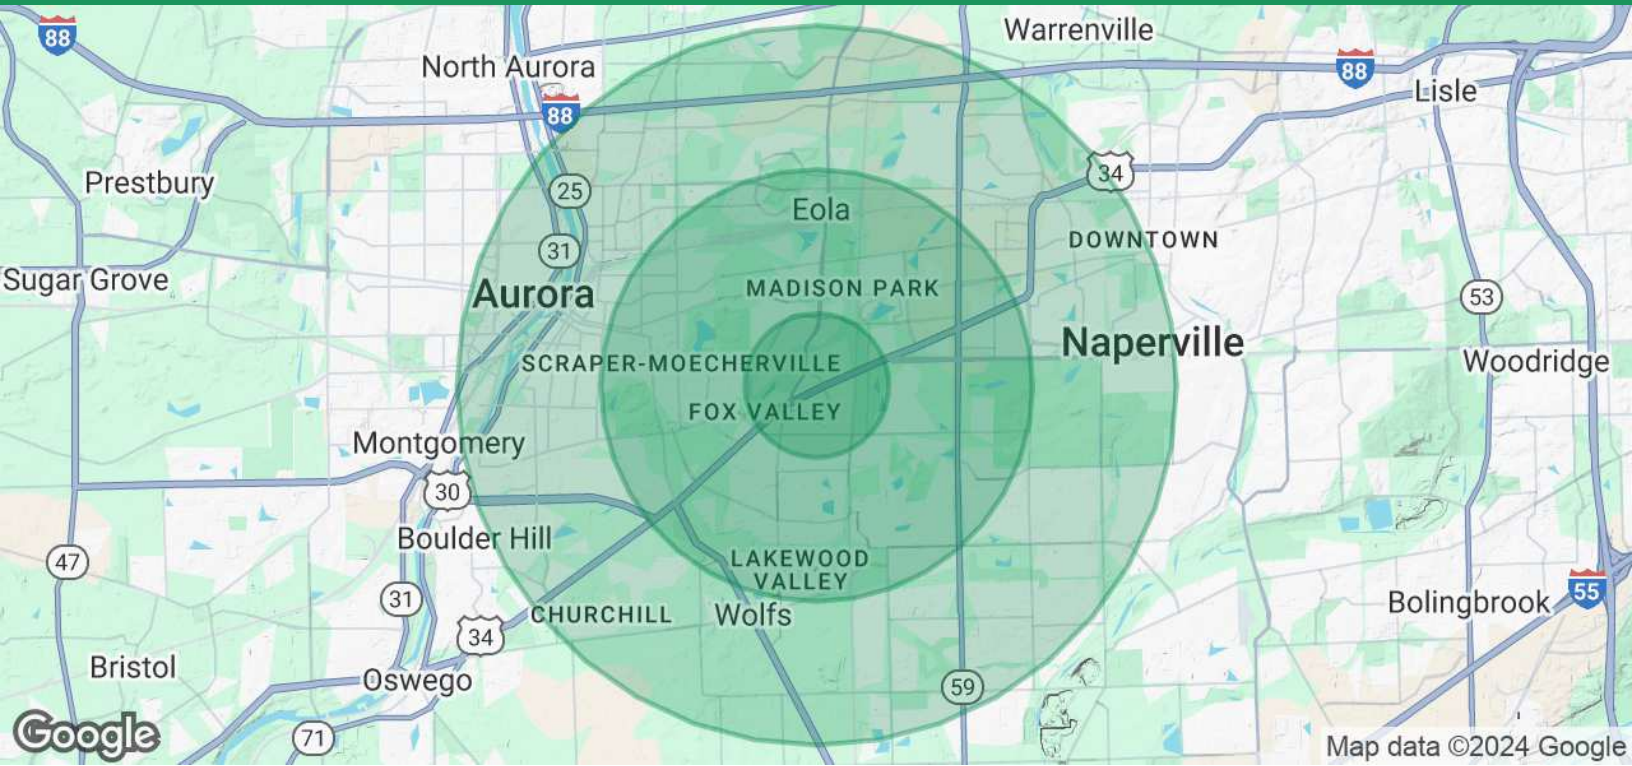 88
Warrenville
North Aurora
88
88
Lisle
34
Prestbury
25
Eola
31
DOWNTOWN
Sugar Grove
Aurora
MADISON PARK
53
Naperville
SCRAPER-MOECHERVILLE
Woodridge
FOX VALLEY
Montgomery
30
Boulder Hill
47
LAKEWOOD
VALLEY
31
55
Bolingbrook
CHURCHILL
Wolfs
34
Bristol
Oswego
59
Google
71
Map data ©2024 Google